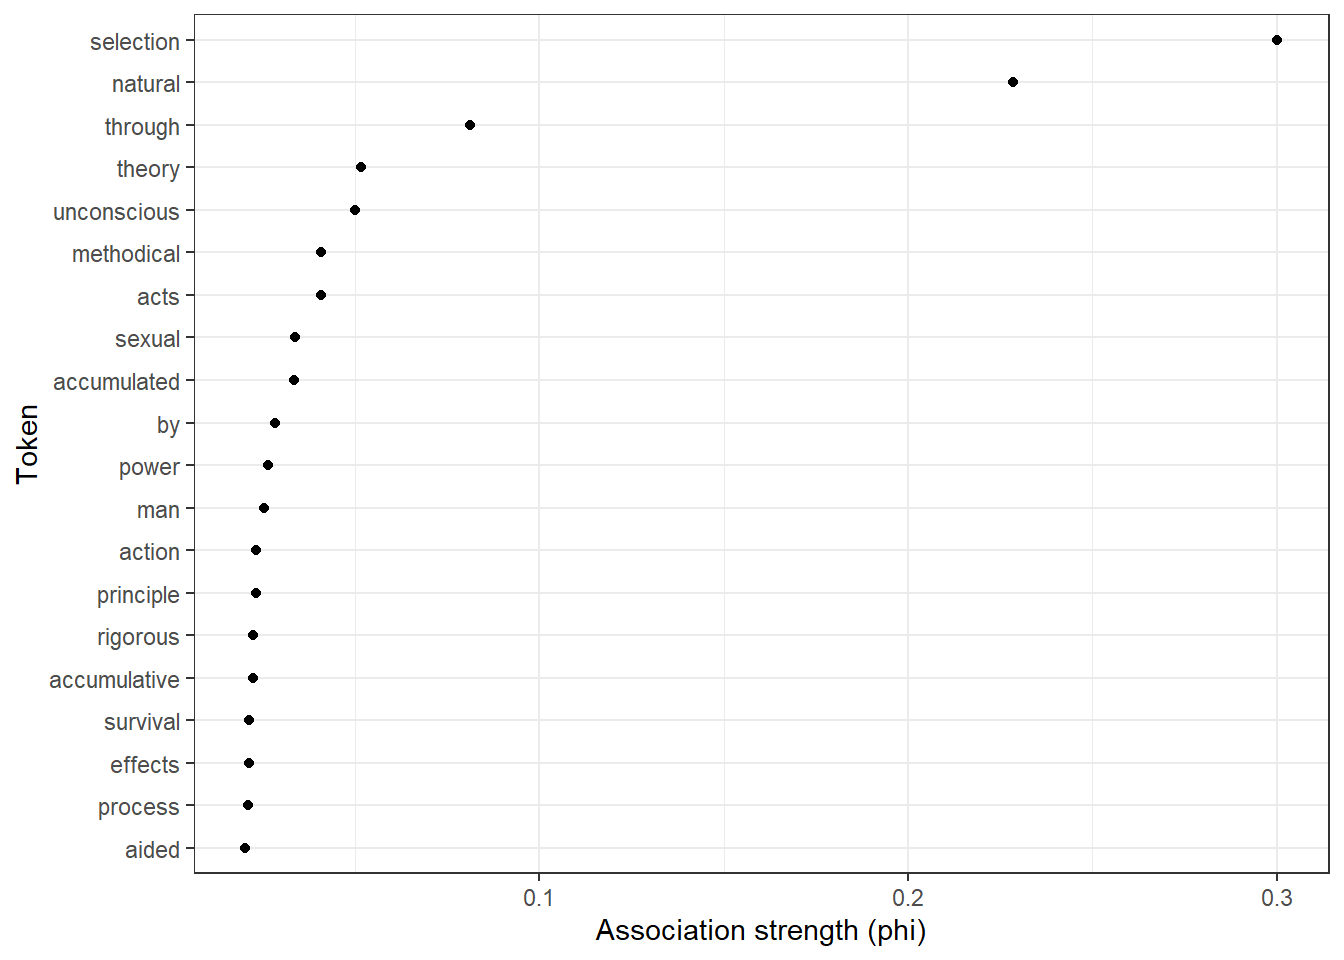 selection
natural
through
theory
unconscious
methodical
acts
sexual
accumulated
by
power
man
action
principle
rigorous
accumulative
survival
effects
process
aided
Token
0.1 0.2 0.3
Association strength (phi)